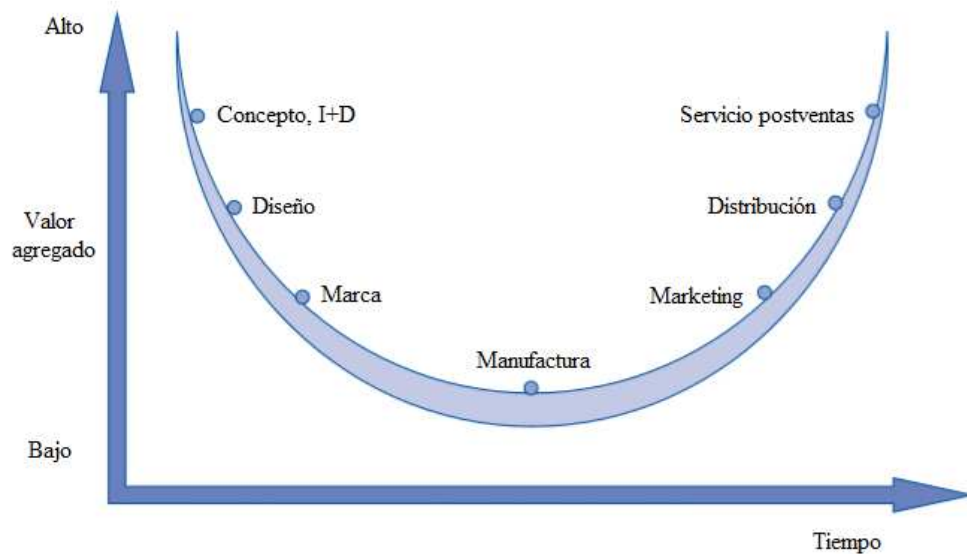 Alto
Concepto, I+D
Servicio postventas
Diseño
Distribución
Valor
agregado
Marca
Marketing
Manufactura
Bajo
Tiempo